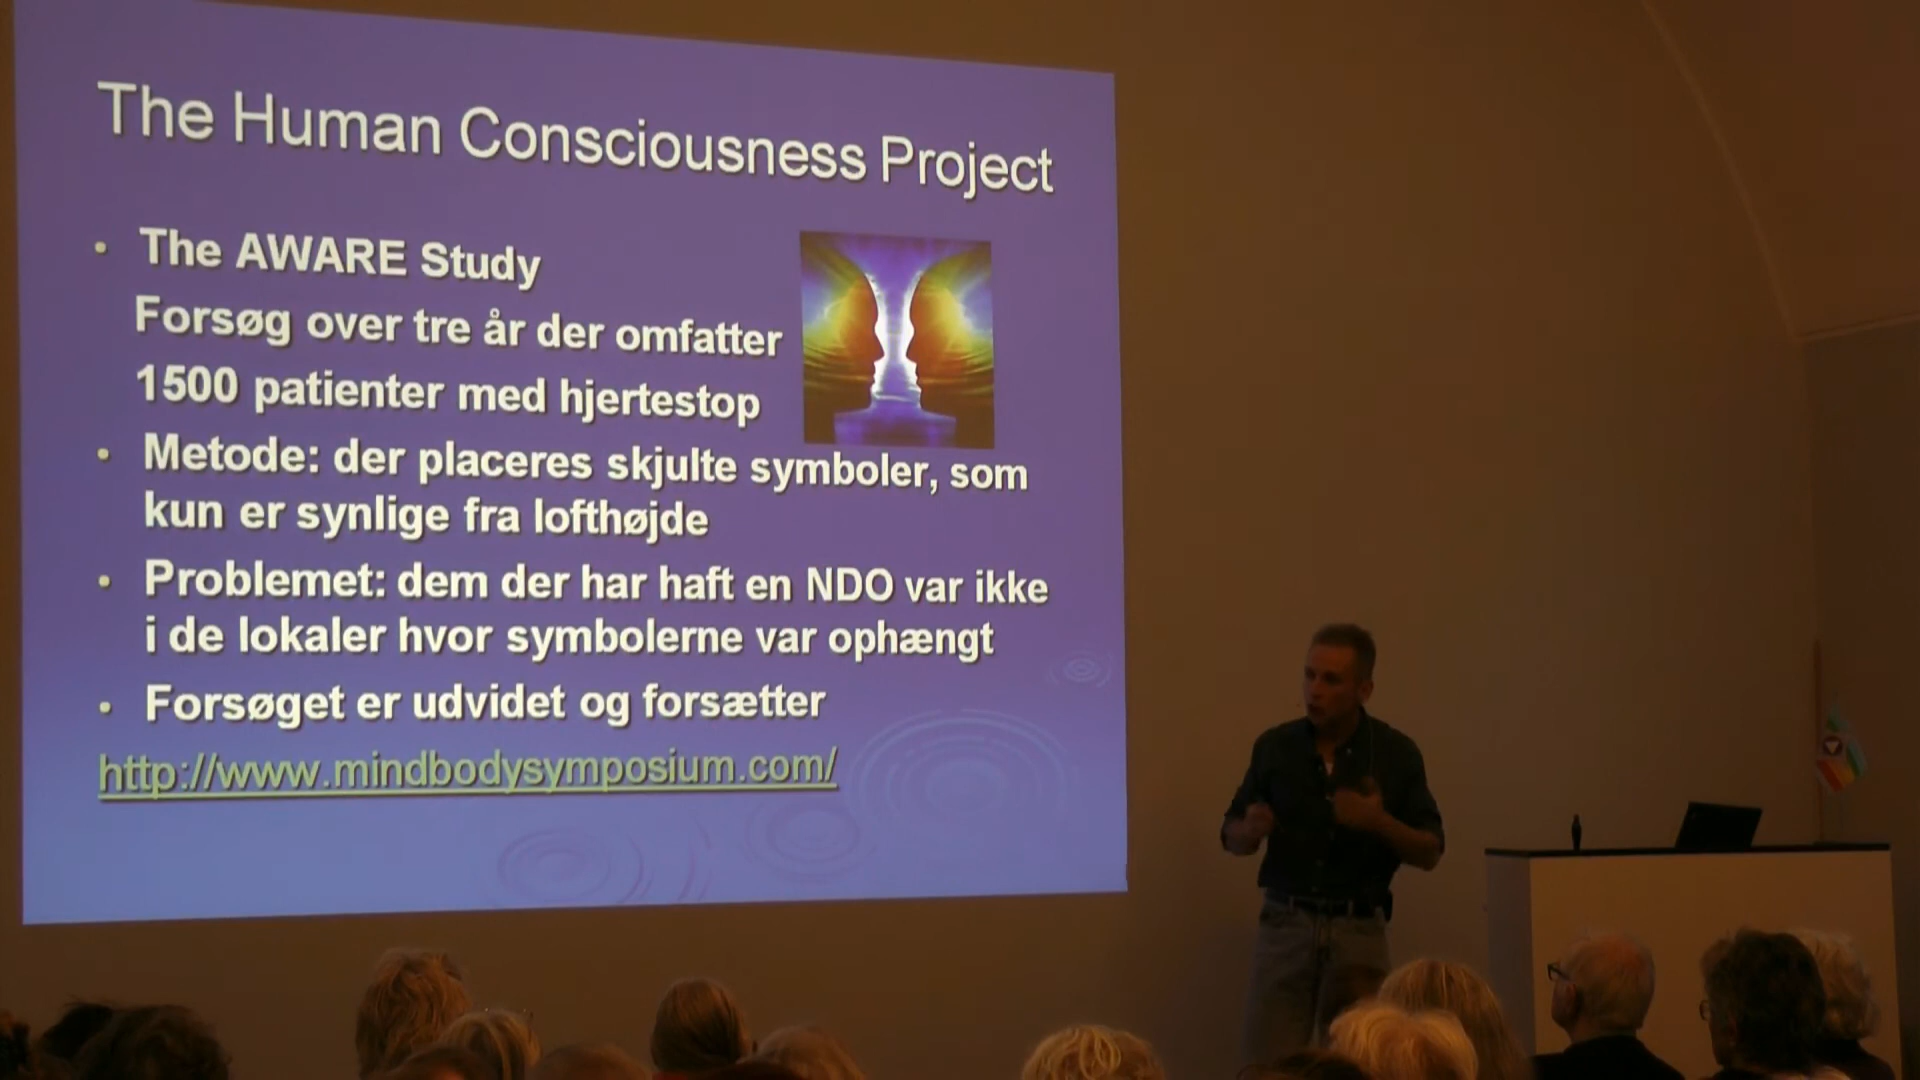 The Human Consciousness Project
• The AWARE Study
Forsøg over tre år der omfatter
1500 patienter med hjertestop
• Metode: der placeres skjulte symboler, som
kun er synlige fra lofthøjde
• Problemet: dem der har haft en NDO var ikke
i de lokaler hvor symbolerne var ophængt
• Forsøget er udvidet og forsætter
http://www.mindbodysymposium.com/